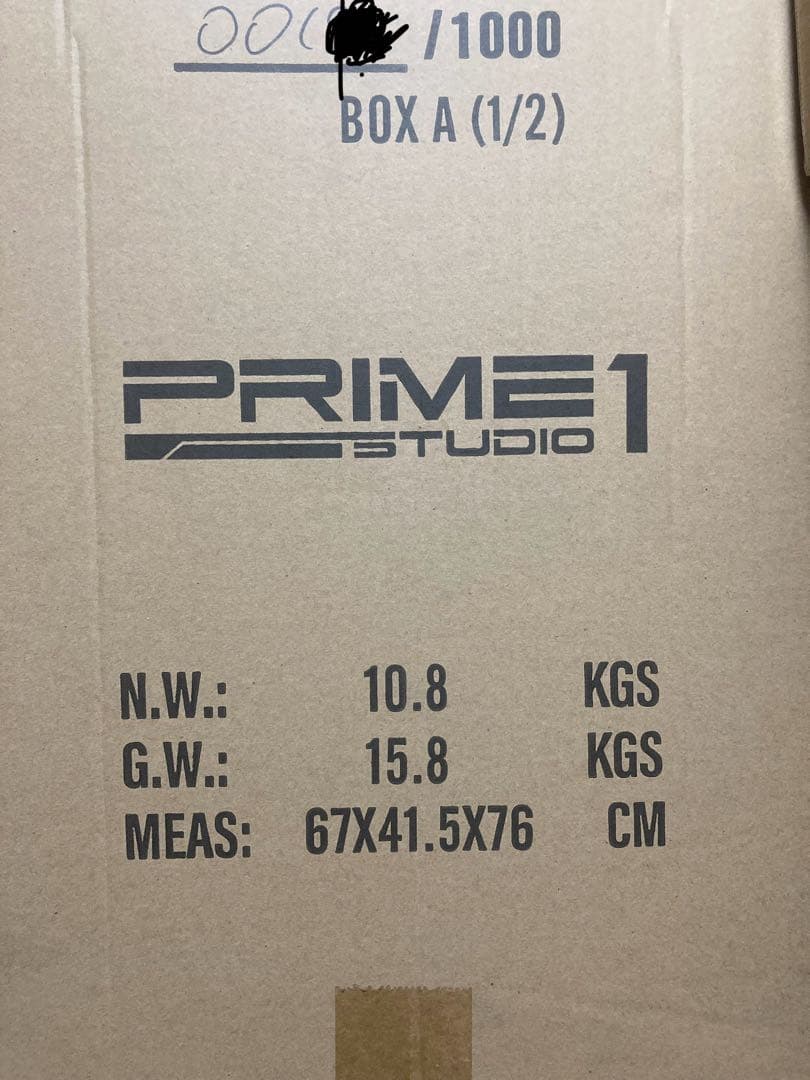 /1000
BOX A (1/2)
PRIME 1
STUDIO
N.W.: 10.8 KGS
G.W.: 15.8 KGS
MEAS: 67X41.5X76 CM